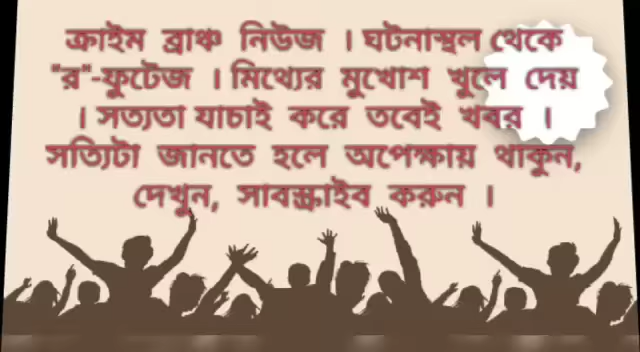 ক্রাইম ব্রাঞ্চ নিউজ । ঘটনাস্থল থেকে
"র"-ফুটেজ । মিথ্যের মুখোশ খুলে দেয়
। সত্যতা যাচাই করে তবেই খবর ।
সত্যিটা জানতে হলে অপেক্ষায় থাকুন,
দেখুন, সাবস্ক্রাইব করুন ।